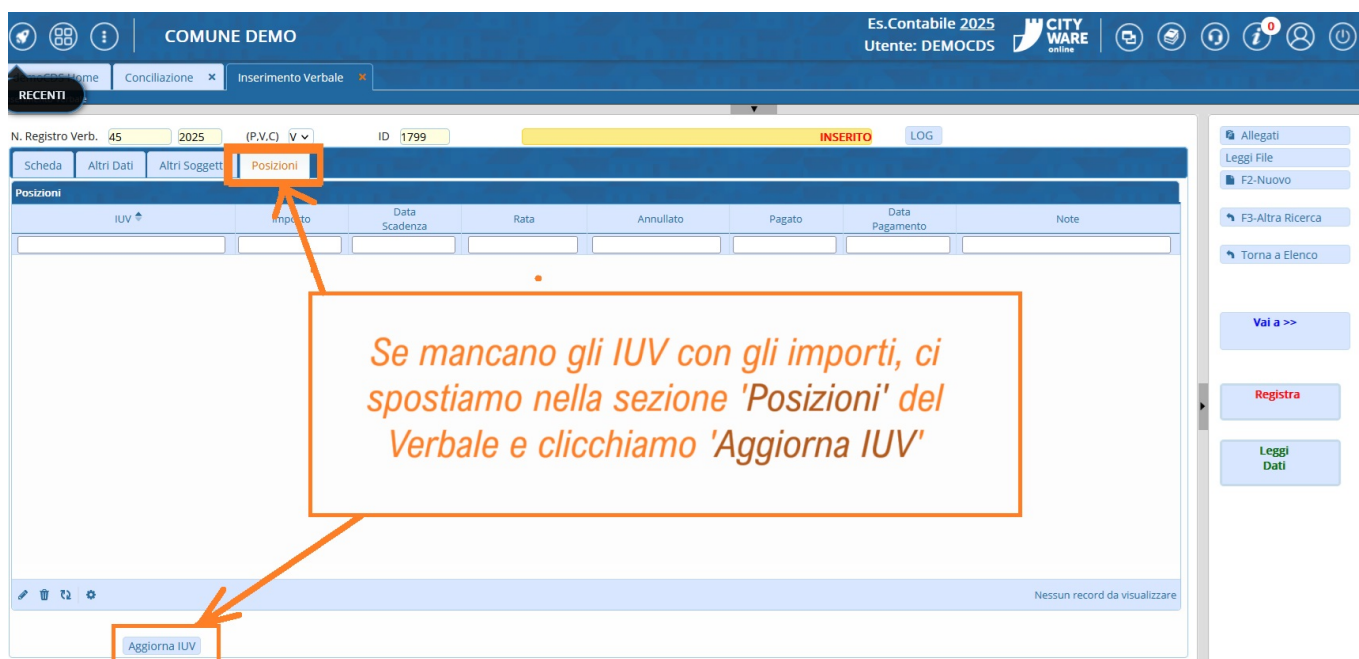 COMUNE DEMO
Es.Contabile 2025
Utente: DEMOCDS
CITY
WARE
online
0
Home
Conciliazione ×
Inserimento Verbale ×
RECENTI
N. Registro Verb. 45 2025 (P,V,C) V ID 1799 INSERITO LOG
Scheda Altri Dati Altri Soggett Posizioni
Posizioni
IUV Importo Data Scadenza Rata Annullato Pagato Data Pagamento Note
Se mancano gli IUV con gli importi, ci
spostiamo nella sezione 'Posizioni' del
Verbale e clicchiamo 'Aggiorna IUV'
Nessun record da visualizzare
Aggiorna IUV
Allegati
Leggi File
F2-Nuovo
F3-Altra Ricerca
Torna a Elenco
Vai a >>
Registra
Leggi
Dati